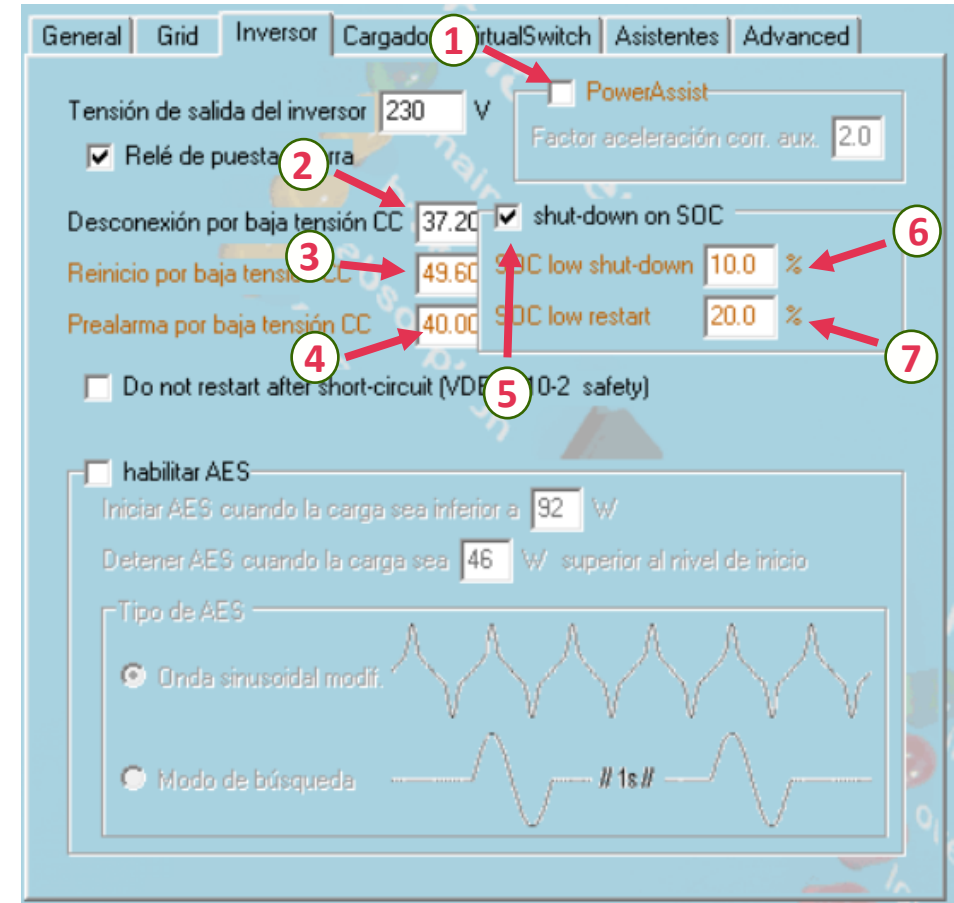 General Grid Inversor Cargado 1 irtualSwitch Asistentes Advanced
PowerAssist
Tensión de salida del inversor 230 V
Factor aceleración corr. aux. 2.0
Relé de puesta 2 rra
Desconexión por baja tensión CC 37.20 shut-down on SOC
6
Reinicio por baja tensi 3 CC 49.60 SOC low shut-down 10.0 %
Prealarma por baja tensión CC 40.00 SOC low restart 20.0 %
4 7
Do not restart after short-circuit (VDE 5 10-2 safety)
habilitar AES
Iniciar AES cuando la carga sea inferior a 92 W
Detener AES cuando la carga sea 46 W superior al nivel de inicio
Tipo de AES
Onda sinusoidal modif.
Modo de búsqueda // 1s //